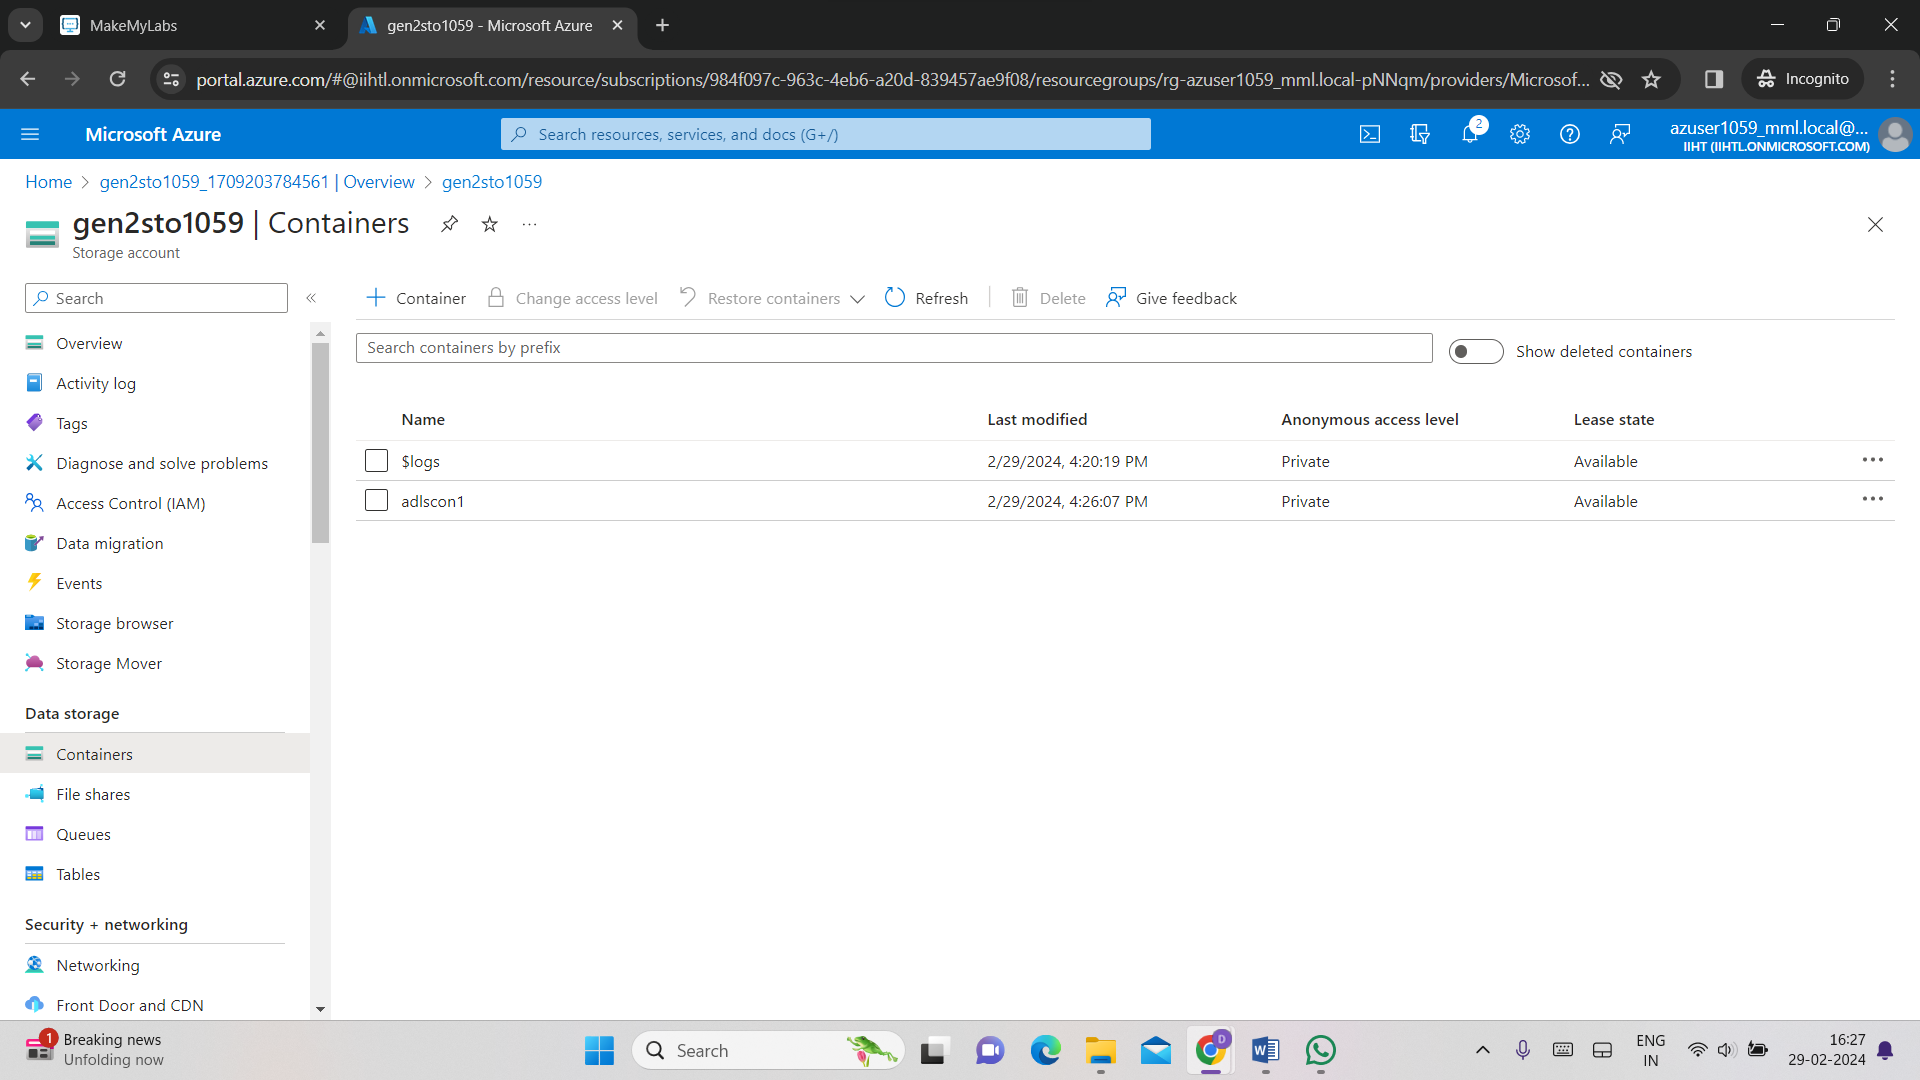 MakeMyLabs
gen2sto1059 - Microsoft Azure
portal.azure.com/#@iihtl.onmicrosoft.com/resource/subscriptions/984f097c-963c-4eb6-a20d-839457ae9f08/resourcegroups/rg-azuser1059_mml.local-pNNqm/providers/Microsof...
Incognito
Microsoft Azure
Search resources, services, and docs (G+/)
2
azuser1059_mml.local@...
IIHT (IIHTL.ONMICROSOFT.COM)
Home > gen2sto1059_1709203784561 | Overview > gen2sto1059
gen2sto1059 | Containers
Storage account
Search
Container
Change access level
Restore containers
Refresh
Delete
Give feedback
Search containers by prefix
Show deleted containers
Name Last modified Anonymous access level Lease state
$logs 2/29/2024, 4:20:19 PM Private Available
adlscon1 2/29/2024, 4:26:07 PM Private Available
Overview
Activity log
Tags
Diagnose and solve problems
Access Control (IAM)
Data migration
Events
Storage browser
Storage Mover
Data storage
Containers
File shares
Queues
Tables
Security + networking
Networking
Front Door and CDN
1
Breaking news
Unfolding now
Search
D
ENG
IN
16:27
29-02-2024